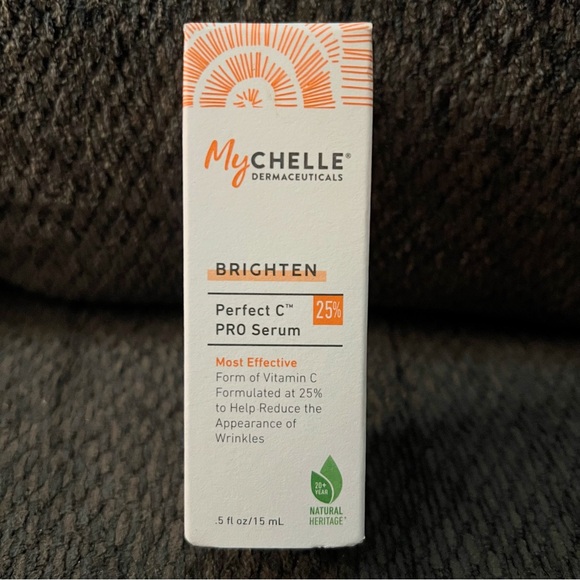 MyCHELLE®
DERMACEUTICALS
BRIGHTEN
Perfect C™
PRO Serum
25%
Most Effective
Form of Vitamin C
Formulated at 25%
to Help Reduce the
Appearance of
Wrinkles
20+
YEAR
NATURAL
HERITAGE
.5 fl oz/15 mL